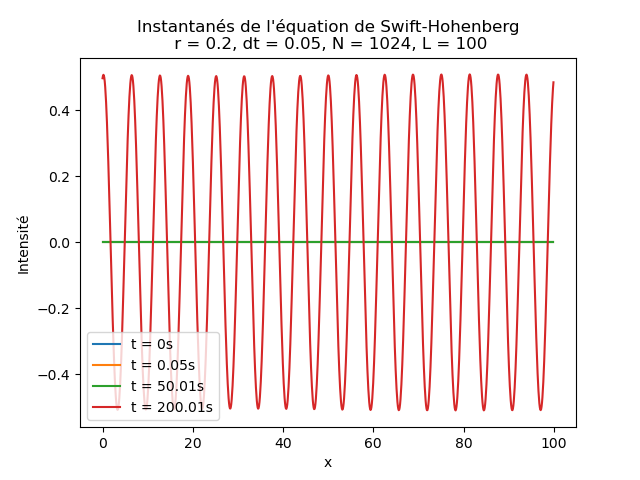 Instantanés de l'équation de Swift-Hohenberg
r = 0.2, dt = 0.05, N = 1024, L = 100
Intensité
0.4
0.2
0.0
−0.2
−0.4
t = 0s
t = 0.05s
t = 50.01s
t = 200.01s
0
20
40
60
80
100
x